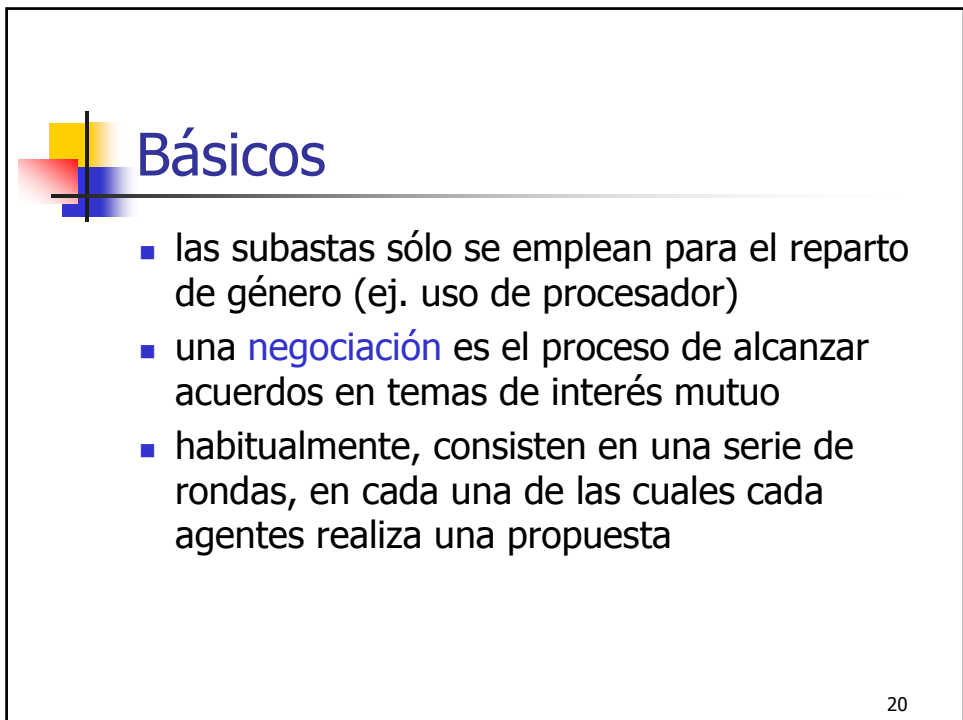 Básicos
las subastas sólo se emplean para el reparto
de género (ej. uso de procesador)
una negociación es el proceso de alcanzar
acuerdos en temas de interés mutuo
habitualmente, consisten en una serie de
rondas, en cada una de las cuales cada
agentes realiza una propuesta
20